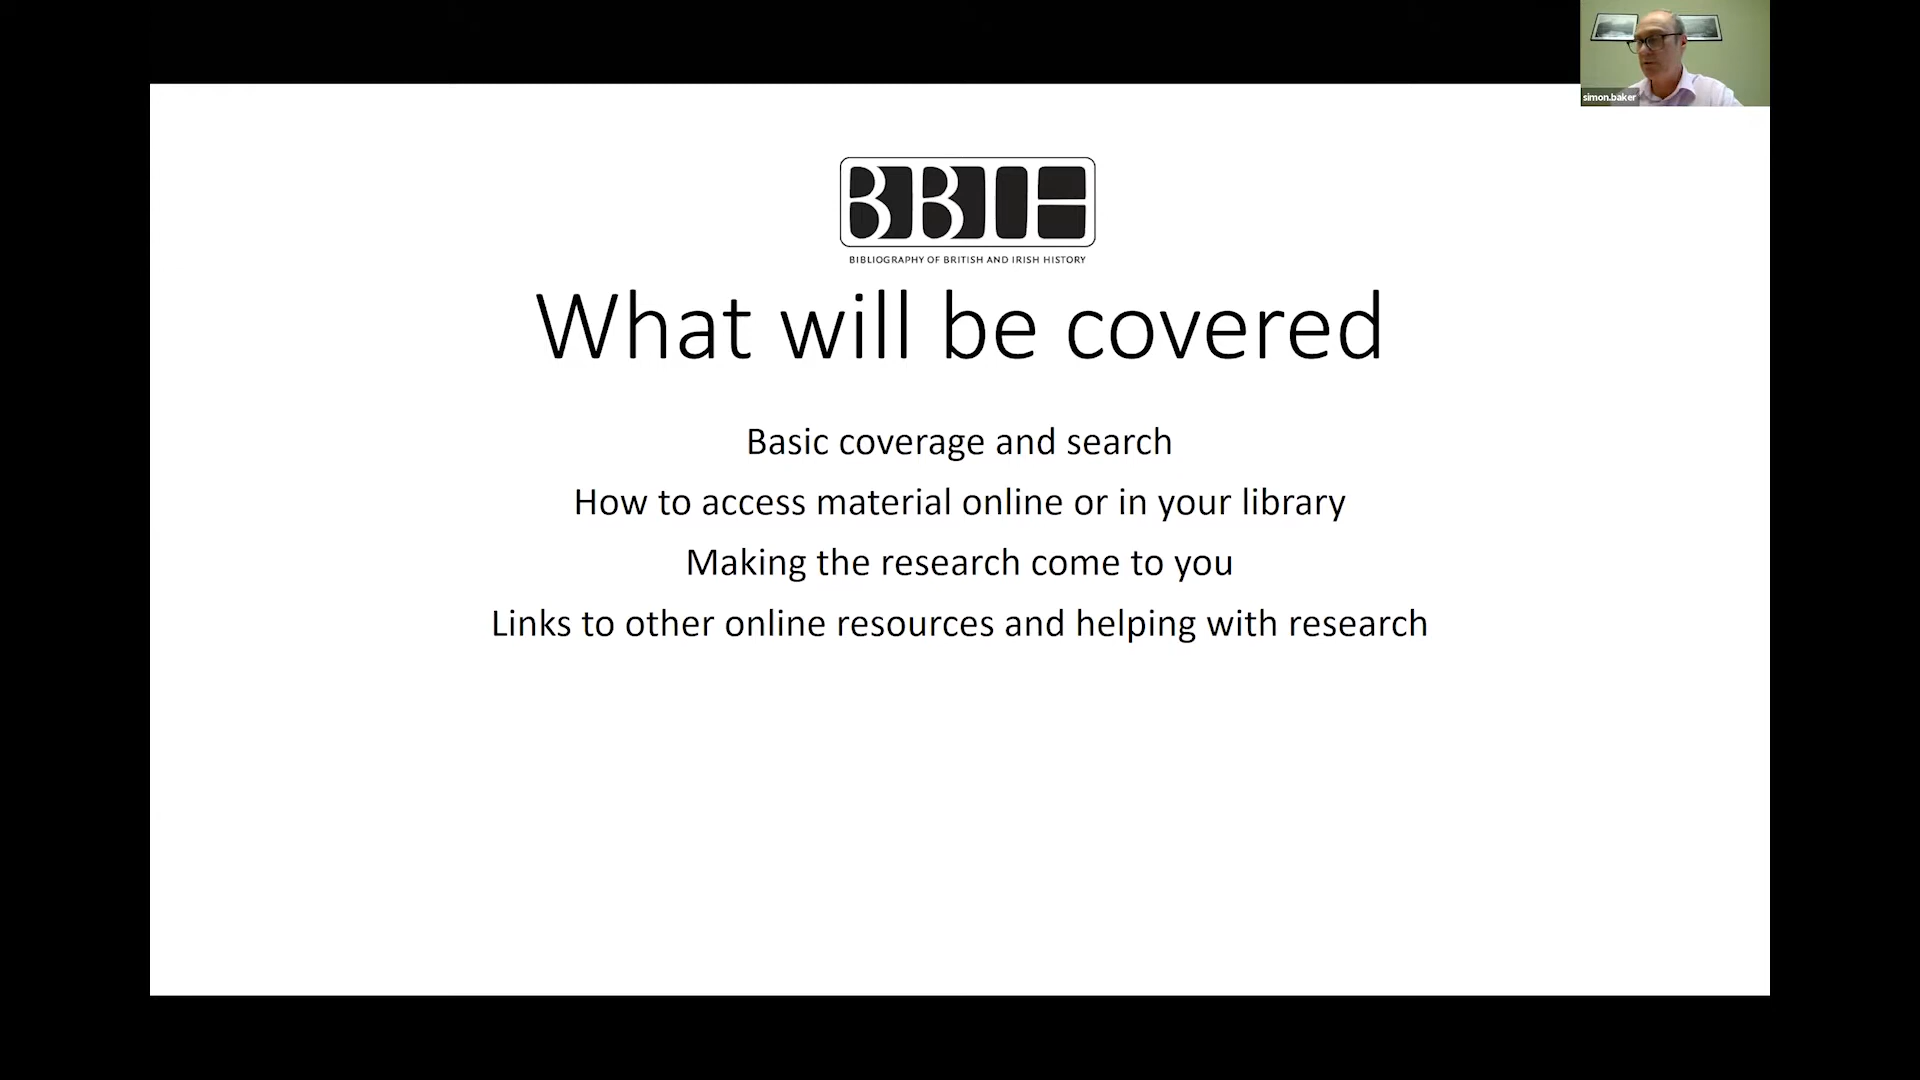 simon.baker
BBIH
BIBLIOGRAPHY OF BRITISH AND IRISH HISTORY
What will be covered
Basic coverage and search
How to access material online or in your library
Making the research come to you
Links to other online resources and helping with research